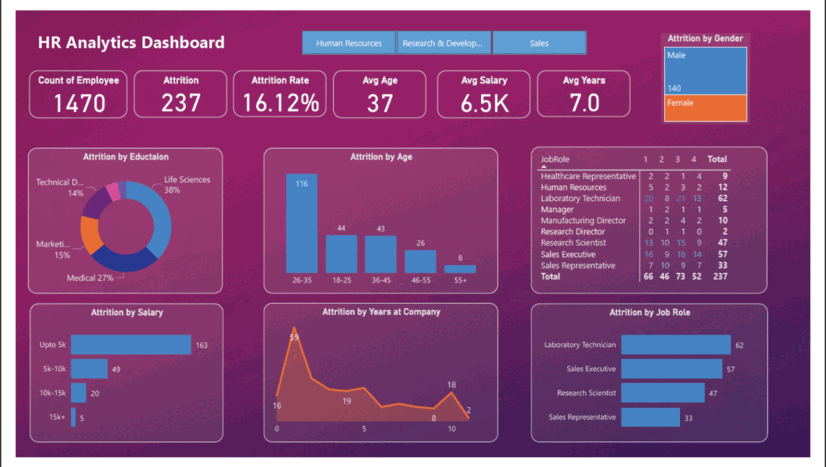 HR Analytics Dashboard
Human Resources
Research & Develop...
Sales
Attrition by Gender
Male
140
Female
Count of Employee
1470
Attrition
237
Attrition Rate
16.12%
Avg Age
37
Avg Salary
6.5K
Avg Years
7.0
Attrition by Eductaion
Life Sciences
38%
Technical D...
14%
Marketi...
15%
Medical 27%
Attrition by Age
116
44
43
26
8
26-35 18-25 36-45 46-55 55+
JobRole 1 2 3 4 Total
Healthcare Representative 2 2 1 4 9
Human Resources 5 2 3 2 12
Laboratory Technician 20 8 21 13 62
Manager 1 2 1 1 5
Manufacturing Director 2 2 4 2 10
Research Director 0 1 1 0 2
Research Scientist 13 10 15 9 47
Sales Executive 16 9 18 14 57
Sales Representative 7 10 9 7 33
Total 66 46 73 52 237
Attrition by Salary
Upto 5k 163
5k-10k 49
10k-15k 20
15k+ 5
Attrition by Years at Company
59
16
19
18
8
2
0 5 10
Attrition by Job Role
Laboratory Technician 62
Sales Executive 57
Research Scientist 47
Sales Representative 33